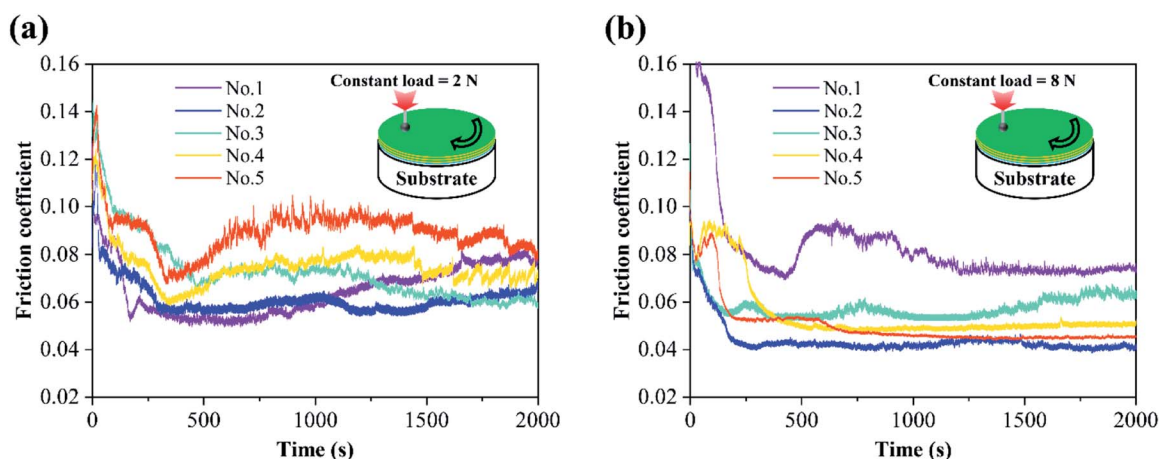 (a)
0.16
0.14
0.12
0.10
0.08
0.06
0.04
0.02
Friction coefficient
No.1
No.2
No.3
No.4
No.5
Constant load = 2 N
Substrate
0 500 1000 1500 2000
Time (s)
(b)
0.16
0.14
0.12
0.10
0.08
0.06
0.04
0.02
Friction coefficient
No.1
No.2
No.3
No.4
No.5
Constant load = 8 N
Substrate
0 500 1000 1500 2000
Time (s)